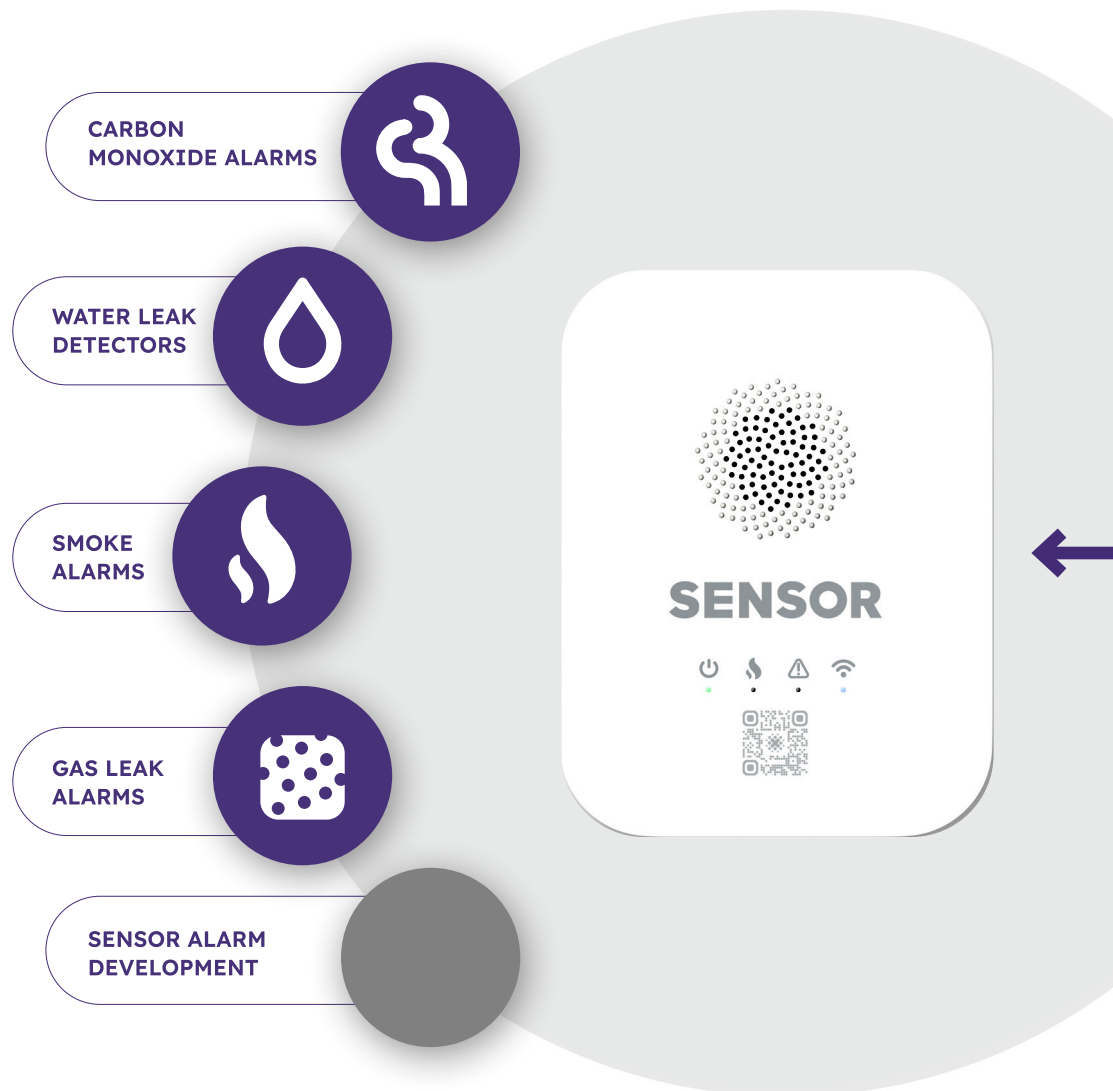 CARBON
MONOXIDE ALARMS
WATER LEAK
DETECTORS
SMOKE
ALARMS
SENSOR
GAS LEAK
ALARMS
SENSOR ALARM
DEVELOPMENT